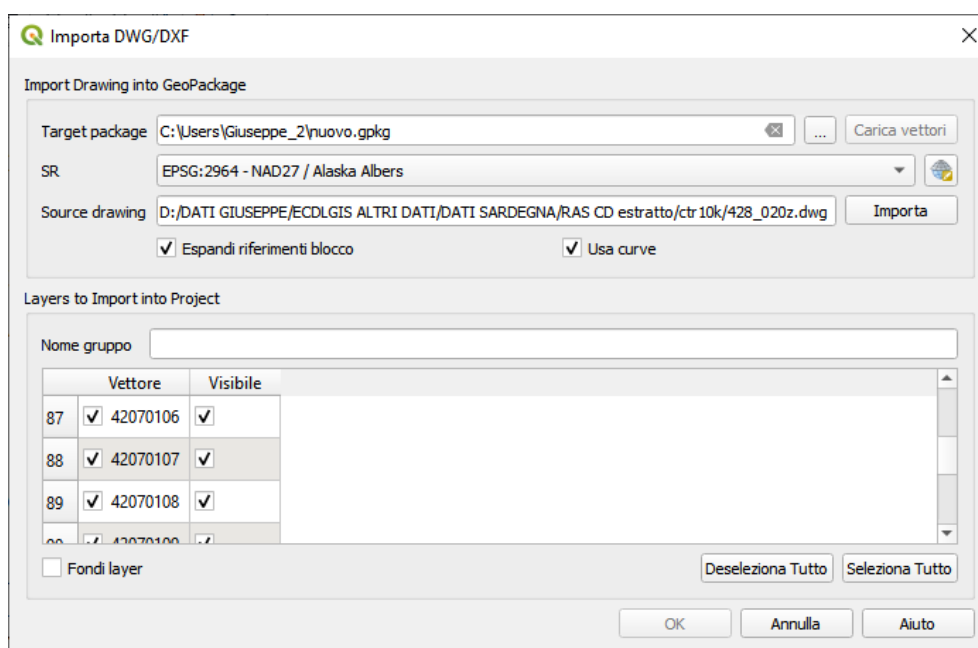 Importa DWG/DXF
Import Drawing into GeoPackage
Target package C:\Users\Giuseppe_2\nuovo.gpkg ... Carica vettori
SR EPSG:2964 - NAD27 / Alaska Albers
Source drawing D:/DATI GIUSEPPE/ECDLGIS ALTRI DATI/DATI SARDEGNA/RAS CD estratto/ctr10k/428_020z.dwg Importa
Espandi riferimenti blocco Usa curve
Layers to Import into Project
Nome gruppo
Vettore Visibile
87 42070106
88 42070107
89 42070108
90 42070109
Fondi layer Deseleziona Tutto Seleziona Tutto
OK Annulla Aiuto